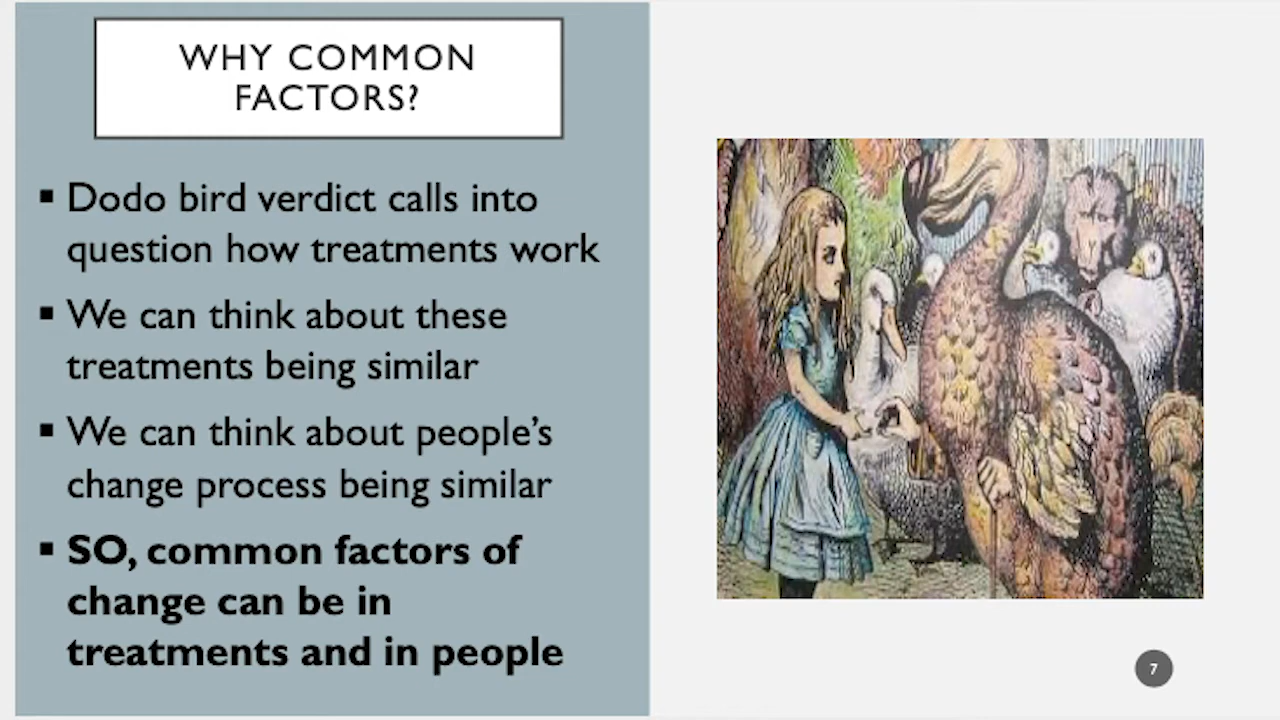 WHY COMMON
FACTORS?
▪ Dodo bird verdict calls into
question how treatments work
▪ We can think about these
treatments being similar
▪ We can think about people’s
change process being similar
▪ SO, common factors of
change can be in
treatments and in people
7